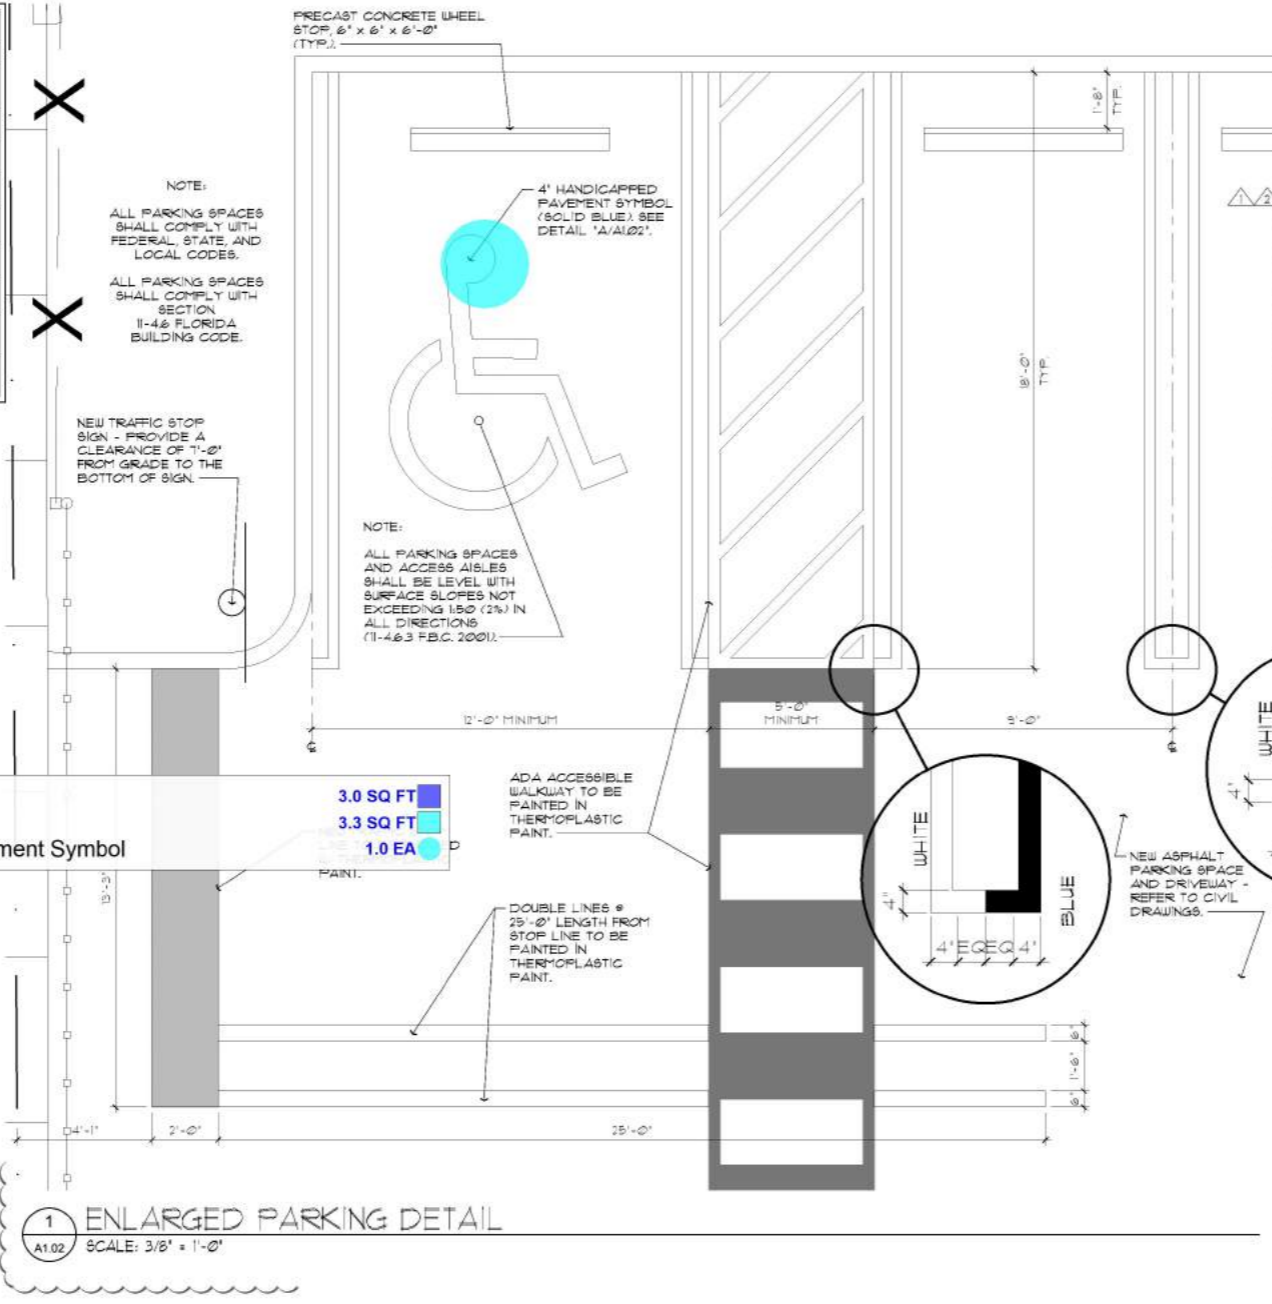 PRECAST CONCRETE WHEEL
STOP, 6" x 6" x 6'-0"
(TYP.).
1'-8"
TYP.
NOTE:
ALL PARKING SPACES
SHALL COMPLY WITH
FEDERAL, STATE, AND
LOCAL CODES.
ALL PARKING SPACES
SHALL COMPLY WITH
SECTION
11-4.6 FLORIDA
BUILDING CODE.
4' HANDICAPPED
PAVEMENT SYMBOL
(SOLID BLUE). SEE
DETAIL "A/A1.02".
1
2
18'-0"
TYP.
NEW TRAFFIC STOP
SIGN - PROVIDE A
CLEARANCE OF 7'-0"
FROM GRADE TO THE
BOTTOM OF SIGN.
NOTE:
ALL PARKING SPACES
AND ACCESS AISLES
SHALL BE LEVEL WITH
SURFACE SLOPES NOT
EXCEEDING 1:50 (2%) IN
ALL DIRECTIONS
(11-4.6.3 F.B.C. 2001).
12'-0" MINIMUM
5'-0"
MINIMUM
9'-0"
WHITE
4"
ADA ACCESSIBLE
WALKWAY TO BE
PAINTED IN
THERMOPLASTIC
PAINT.
3.0 SQ FT
3.3 SQ FT
ment Symbol 1.0 EA
PAINT.
13'-3"
WHITE
BLUE
4"
4" EQ EQ 4"
NEW ASPHALT
PARKING SPACE
AND DRIVEWAY -
REFER TO CIVIL
DRAWINGS.
DOUBLE LINES @
25'-0" LENGTH FROM
STOP LINE TO BE
PAINTED IN
THERMOPLASTIC
PAINT.
6"
1'-6"
6"
4'-1"
2'-0"
25'-0"
1
A1.02
ENLARGED PARKING DETAIL
SCALE: 3/8" = 1'-0"